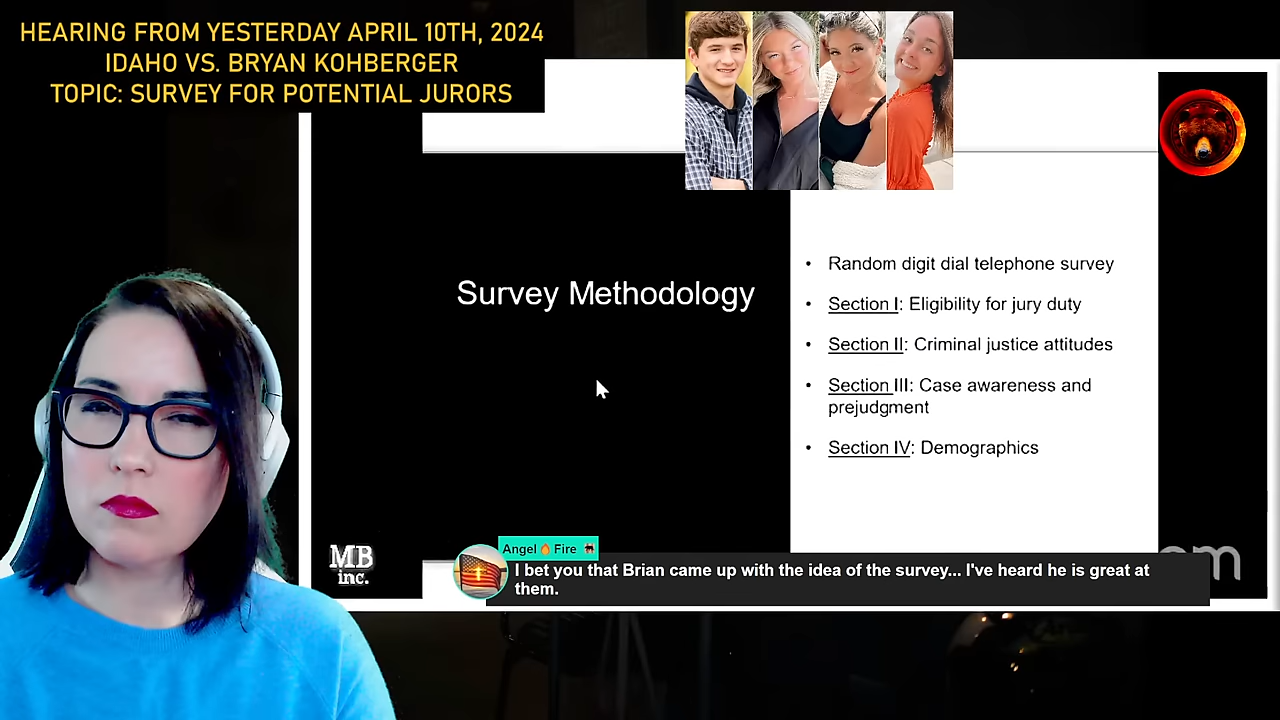 HEARING FROM YESTERDAY APRIL 10TH, 2024
IDAHO VS. BRYAN KOHBERGER
TOPIC: SURVEY FOR POTENTIAL JURORS
Survey Methodology
• Random digit dial telephone survey
• Section I: Eligibility for jury duty
• Section II: Criminal justice attitudes
• Section III: Case awareness and
prejudgment
• Section IV: Demographics
MB
inc.
Angel Fire
I bet you that Brian came up with the idea of the survey... I've heard he is great at
them.